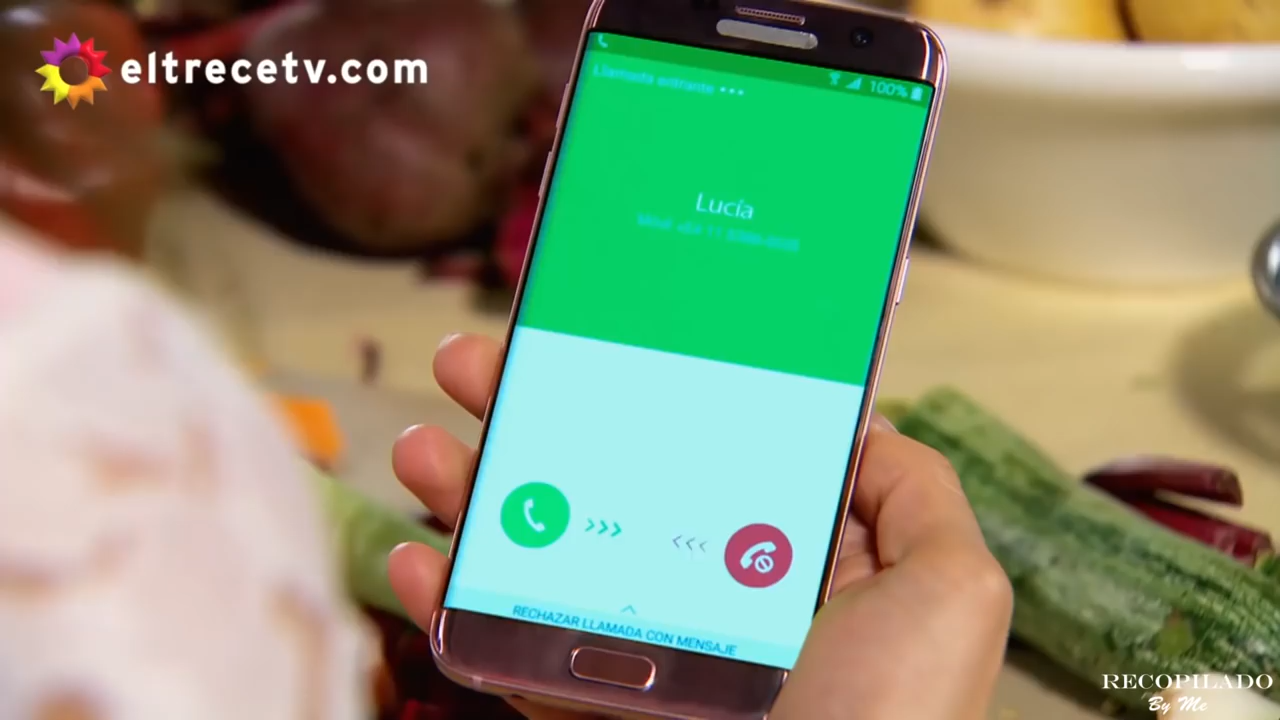 eltrecetv.com
100%
Llamada entrante
Lucía
RECHAZAR LLAMADA CON MENSAJE
RECOPILADO
By Me